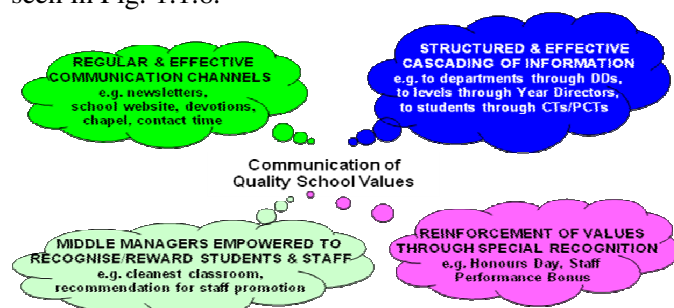 seen in Fig. 1.1.8.
REGULAR & EFFECTIVE
COMMUNICATION CHANNELS
e.g. newsletters,
school website, devotions,
chapel, contact time
STRUCTURED & EFFECTIVE
CASCADING OF INFORMATION
e.g. to departments through DDs,
to levels through Year Directors,
to students through CTs/PCTs
Communication of
Quality School Values
MIDDLE MANAGERS EMPOWERED TO
RECOGNISE/REWARD STUDENTS & STAFF
e.g. cleanest classroom,
recommendation for staff promotion
REINFORCEMENT OF VALUES
THROUGH SPECIAL RECOGNITION
e.g. Honours Day, Staff
Performance Bonus